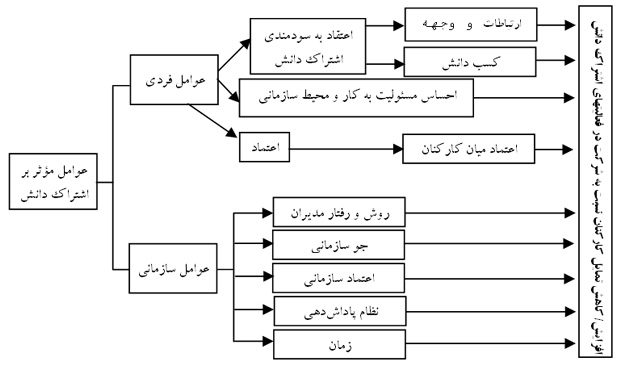 عوامل مؤثر بر
اشتراک دانش
عوامل فردی
اعتقاد به سودمندی
اشتراک دانش
ارتباطات و وجهه
کسب دانش
احساس مسئولیت به کار و محیط سازمانی
اعتماد
اعتماد میان کارکنان
عوامل سازمانی
روش و رفتار مدیران
جو سازمانی
اعتماد سازمانی
نظام پاداش‌دهی
زمان
افزایش/ کاهش تمایل کارکنان نسبت به شرکت در فعالیتهای اشتراک دانش